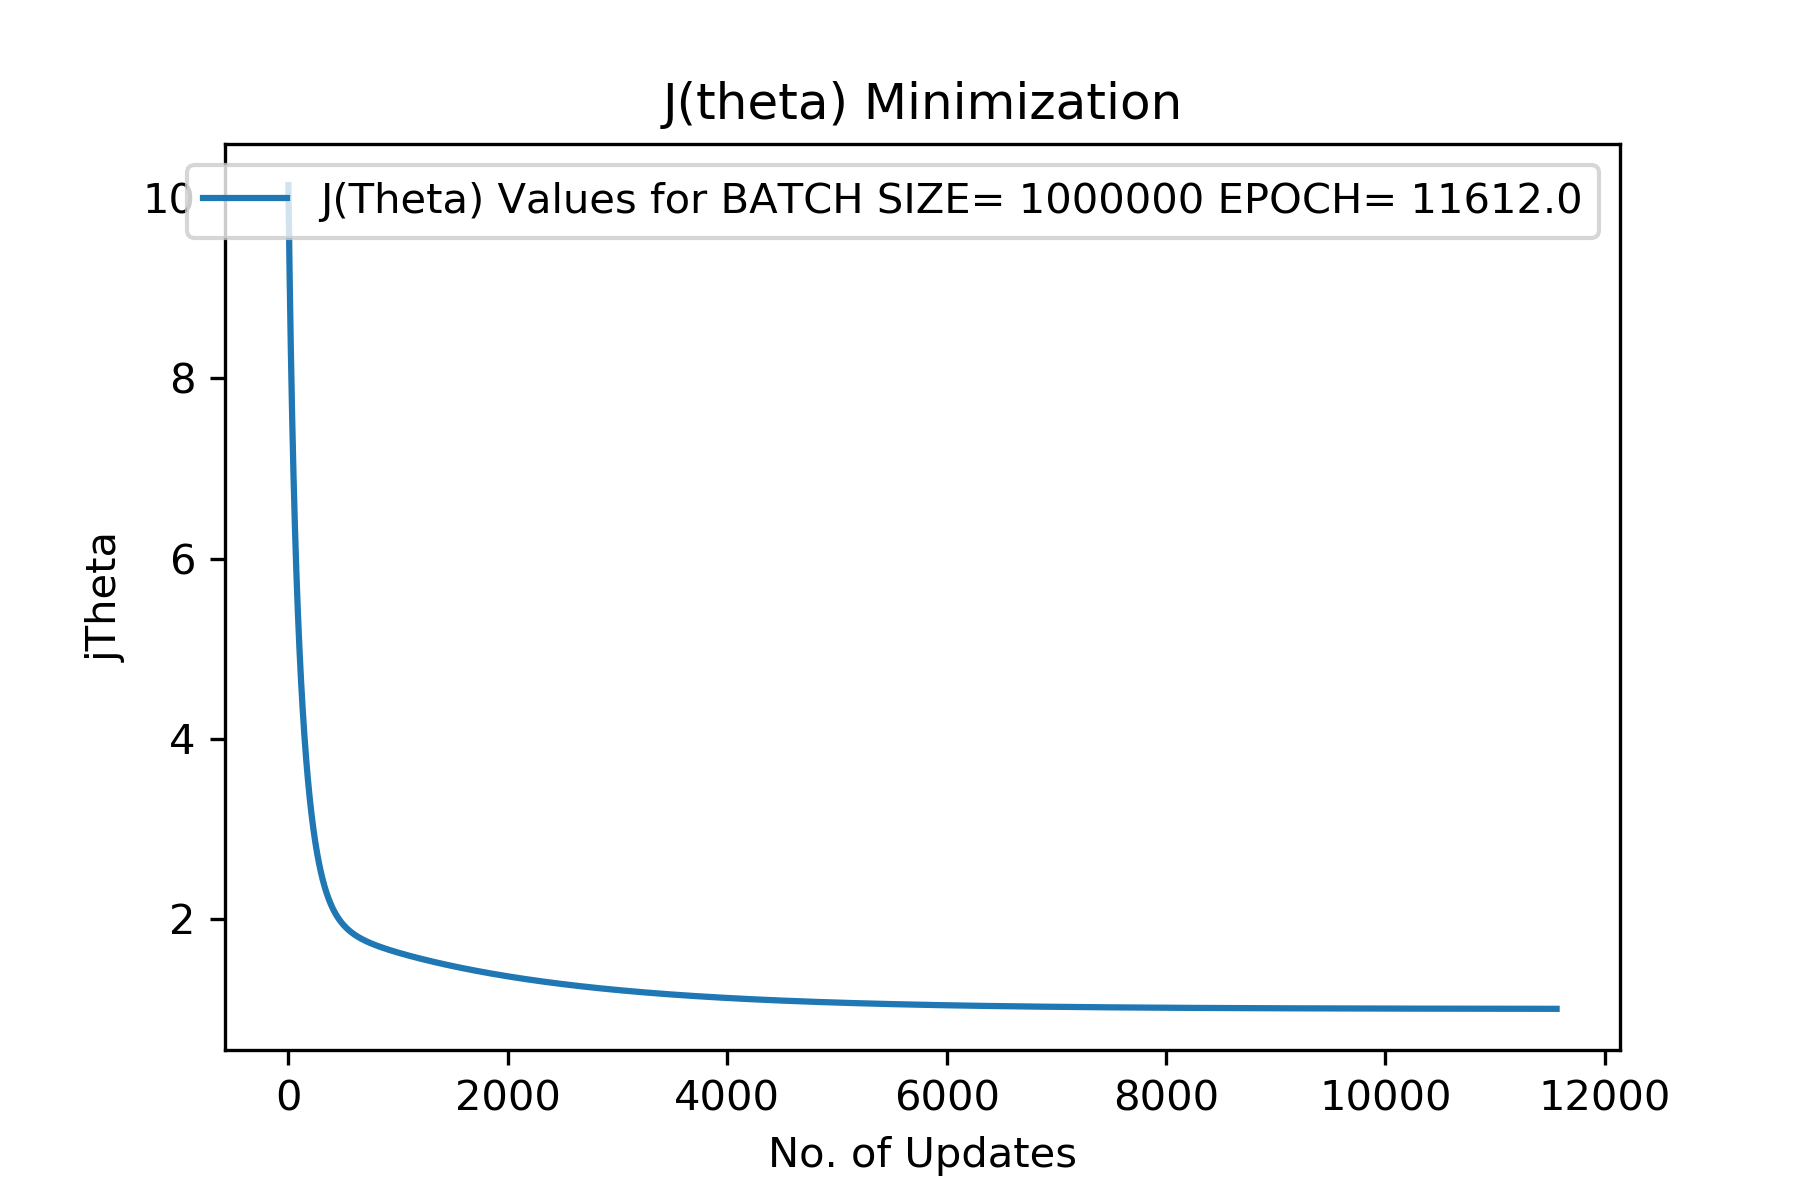 J(theta) Minimization
J(Theta) Values for BATCH SIZE= 1000000 EPOCH= 11612.0
10
8
6
4
2
jTheta
0 2000 4000 6000 8000 10000 12000
No. of Updates